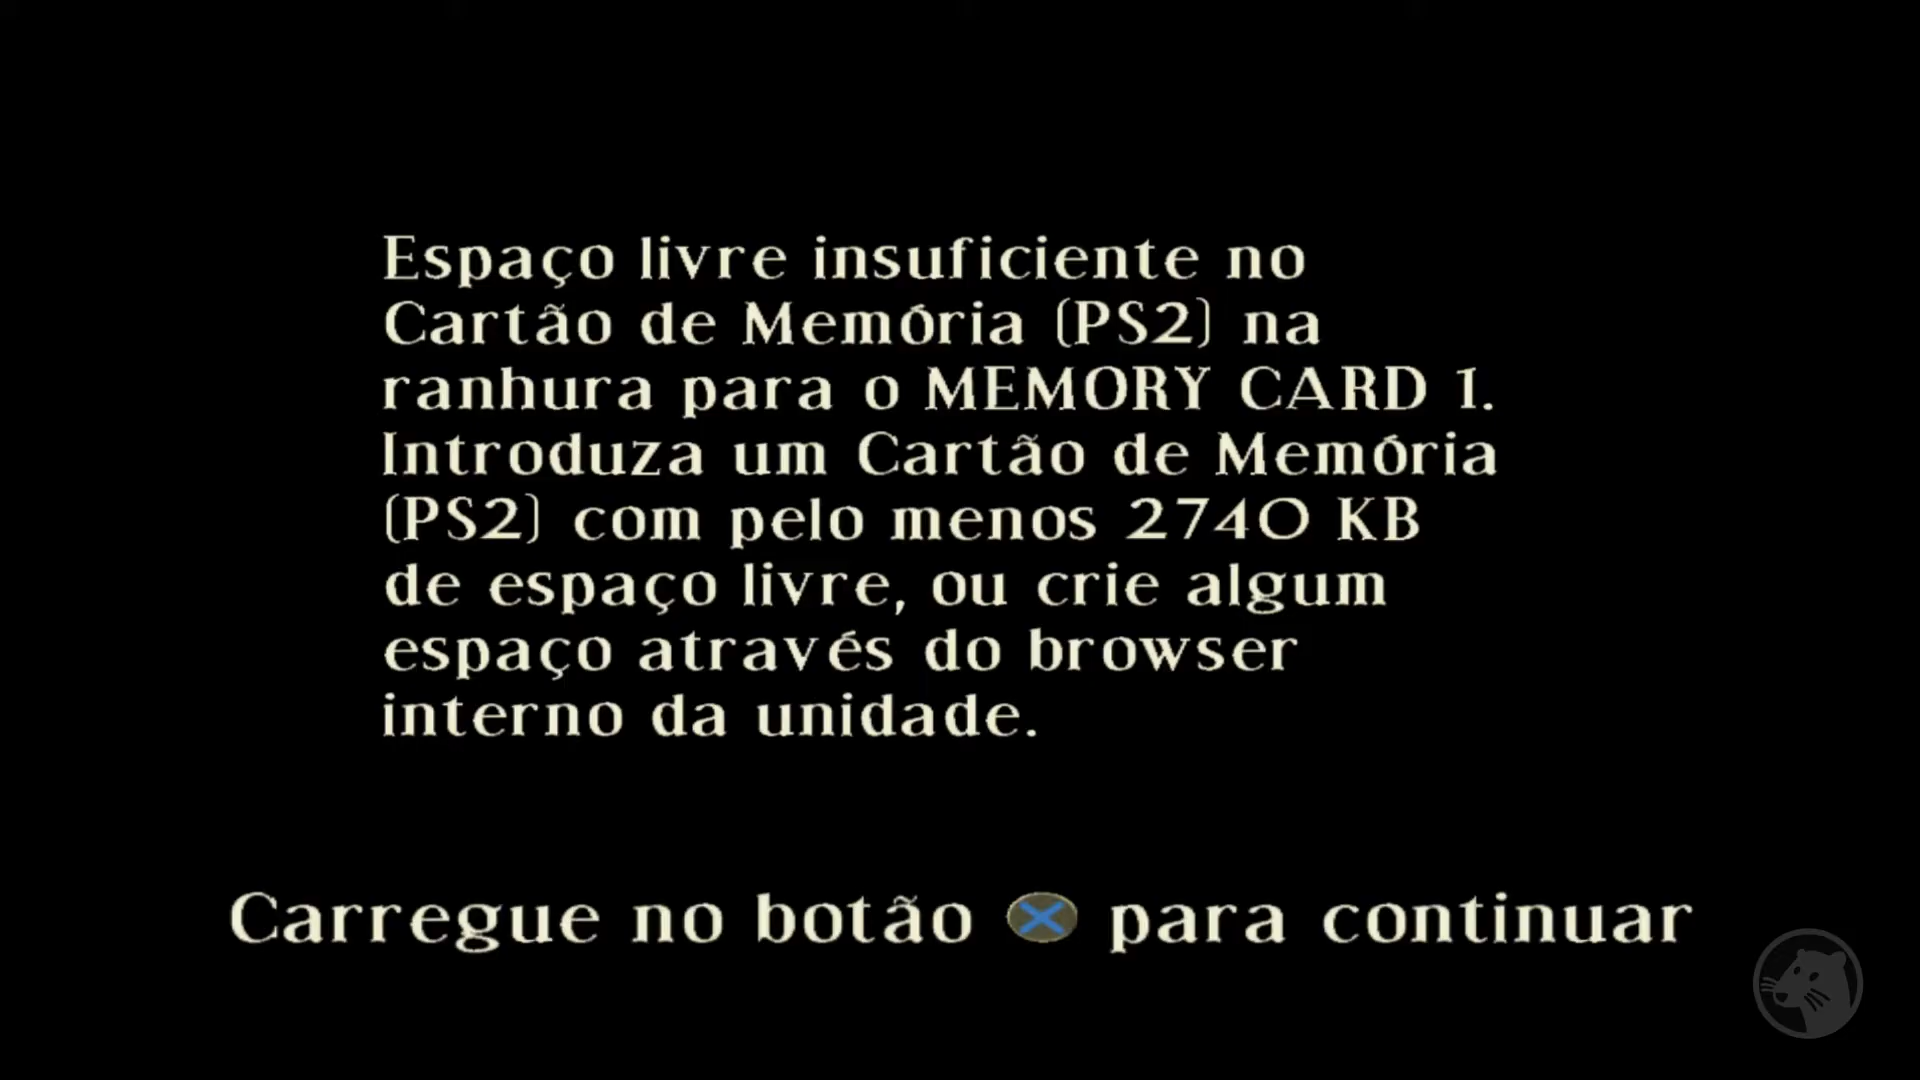 Espaço livre insuficiente no
Cartão de Memória (PS2) na
ranhura para o MEMORY CARD 1.
Introduza um Cartão de Memória
(PS2) com pelo menos 2740 KB
de espaço livre, ou crie algum
espaço através do browser
interno da unidade.
Carregue no botão para continuar